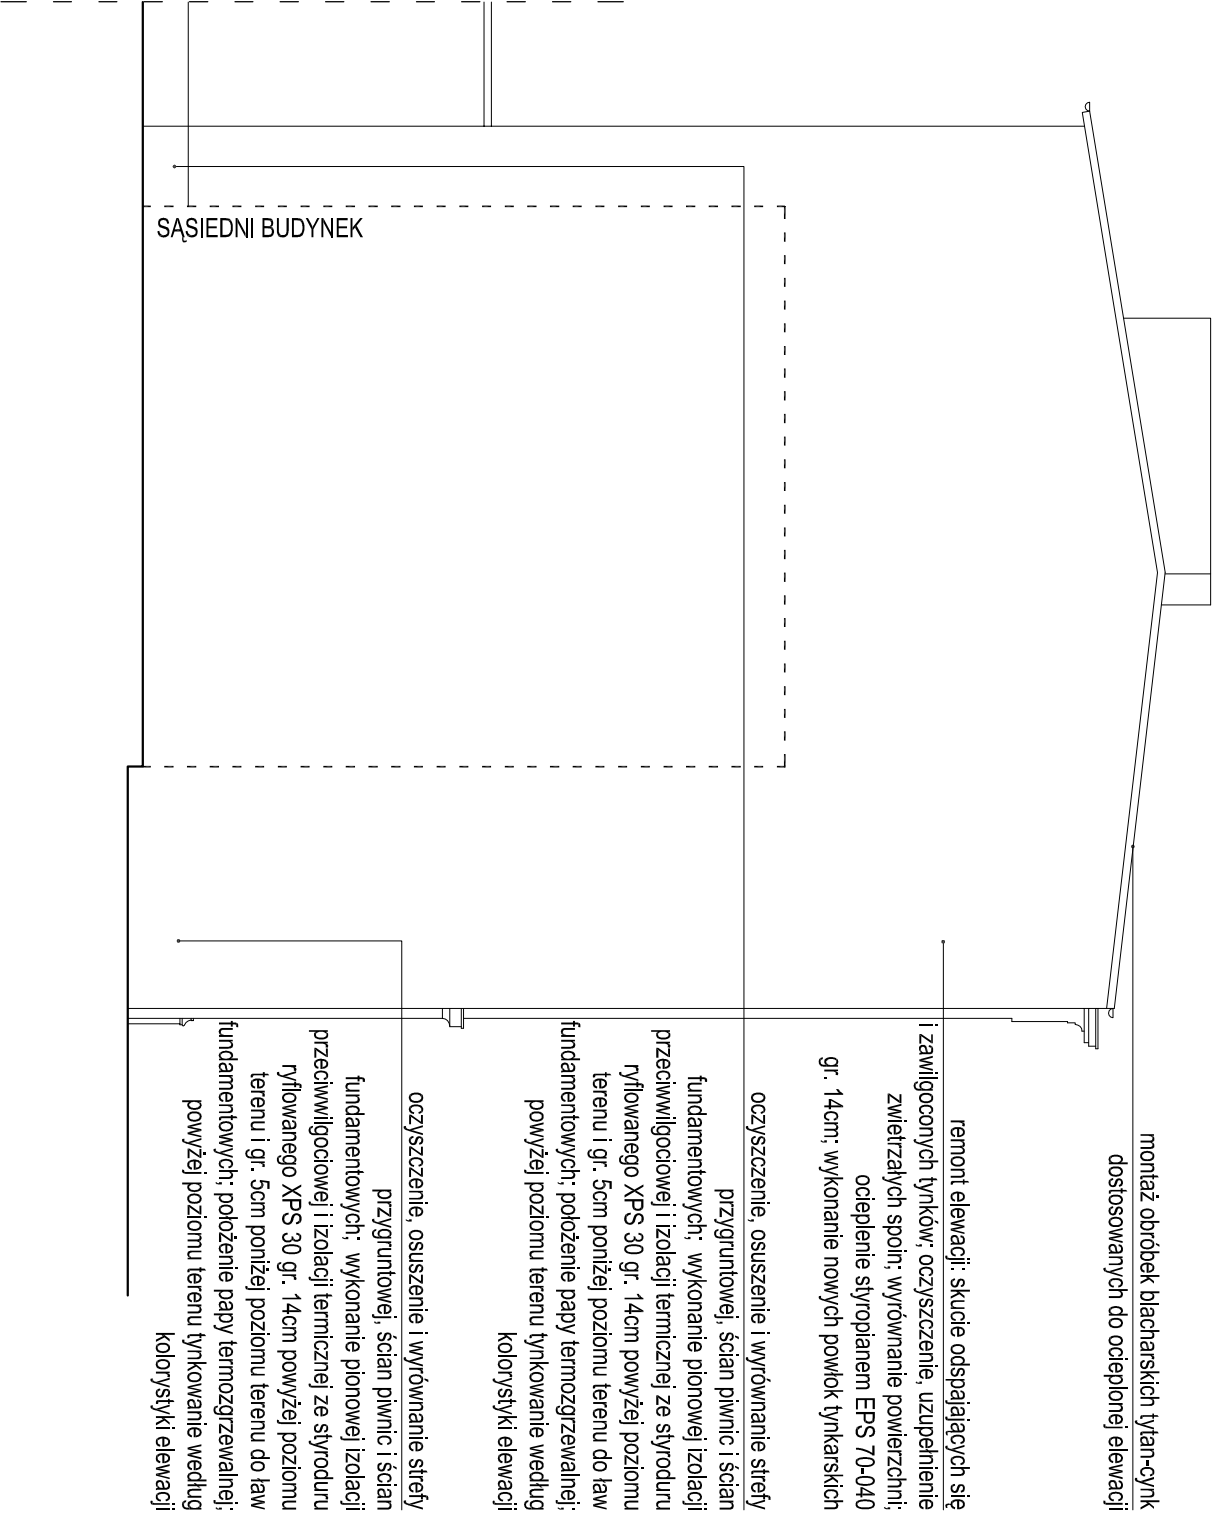 montaż obróbek blacharskich tytan-cynk
dostosowanych do ocieplonej elewacji
remont elewacji: skucie odspajających się
i zawilgoconych tynków; oczyszczenie, uzupełnienie
zwietrzałych spoin; wyrównanie powierzchni;
ocieplenie styropianem EPS 70-040
gr. 14cm; wykonanie nowych powłok tynkarskich
SĄSIEDNI BUDYNEK
oczyszczenie, osuszenie i wyrównanie strefy
przygruntowej, ścian piwnic i ścian
fundamentowych; wykonanie pionowej izolacji
przeciwwilgociowej i izolacji termicznej ze styroduru
ryflowanego XPS 30 gr. 14cm powyżej poziomu
terenu i gr. 5cm poniżej poziomu terenu do ław
fundamentowych; położenie papy termozgrzewalnej;
powyżej poziomu terenu tynkowanie według
kolorystyki elewacji
oczyszczenie, osuszenie i wyrównanie strefy
przygruntowej, ścian piwnic i ścian
fundamentowych; wykonanie pionowej izolacji
przeciwwilgociowej i izolacji termicznej ze styroduru
ryflowanego XPS 30 gr. 14cm powyżej poziomu
terenu i gr. 5cm poniżej poziomu terenu do ław
fundamentowych; położenie papy termozgrzewalnej;
powyżej poziomu terenu tynkowanie według
kolorystyki elewacji